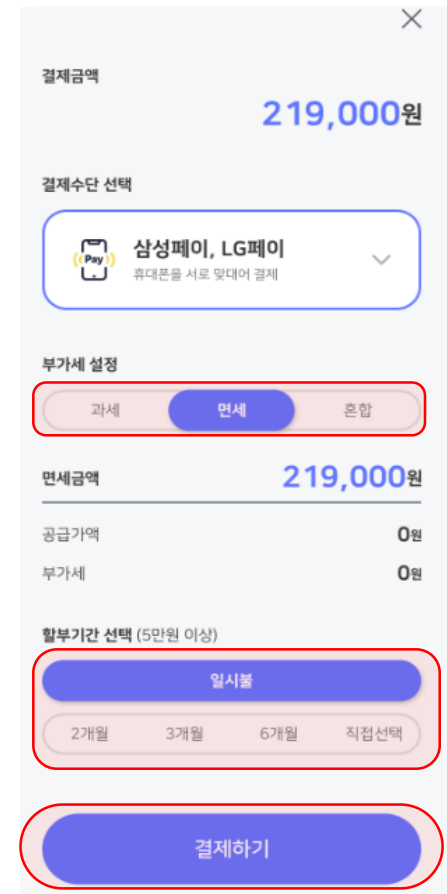 결제금액
219,000원
결제수단 선택
((Pay))
삼성페이, LG페이
휴대폰을 서로 맞대어 결제
부가세 설정
과세 면세 혼합
면세금액 219,000원
공급가액 0원
부가세 0원
할부기간 선택 (5만원 이상)
일시불
2개월 3개월 6개월 직접선택
결제하기